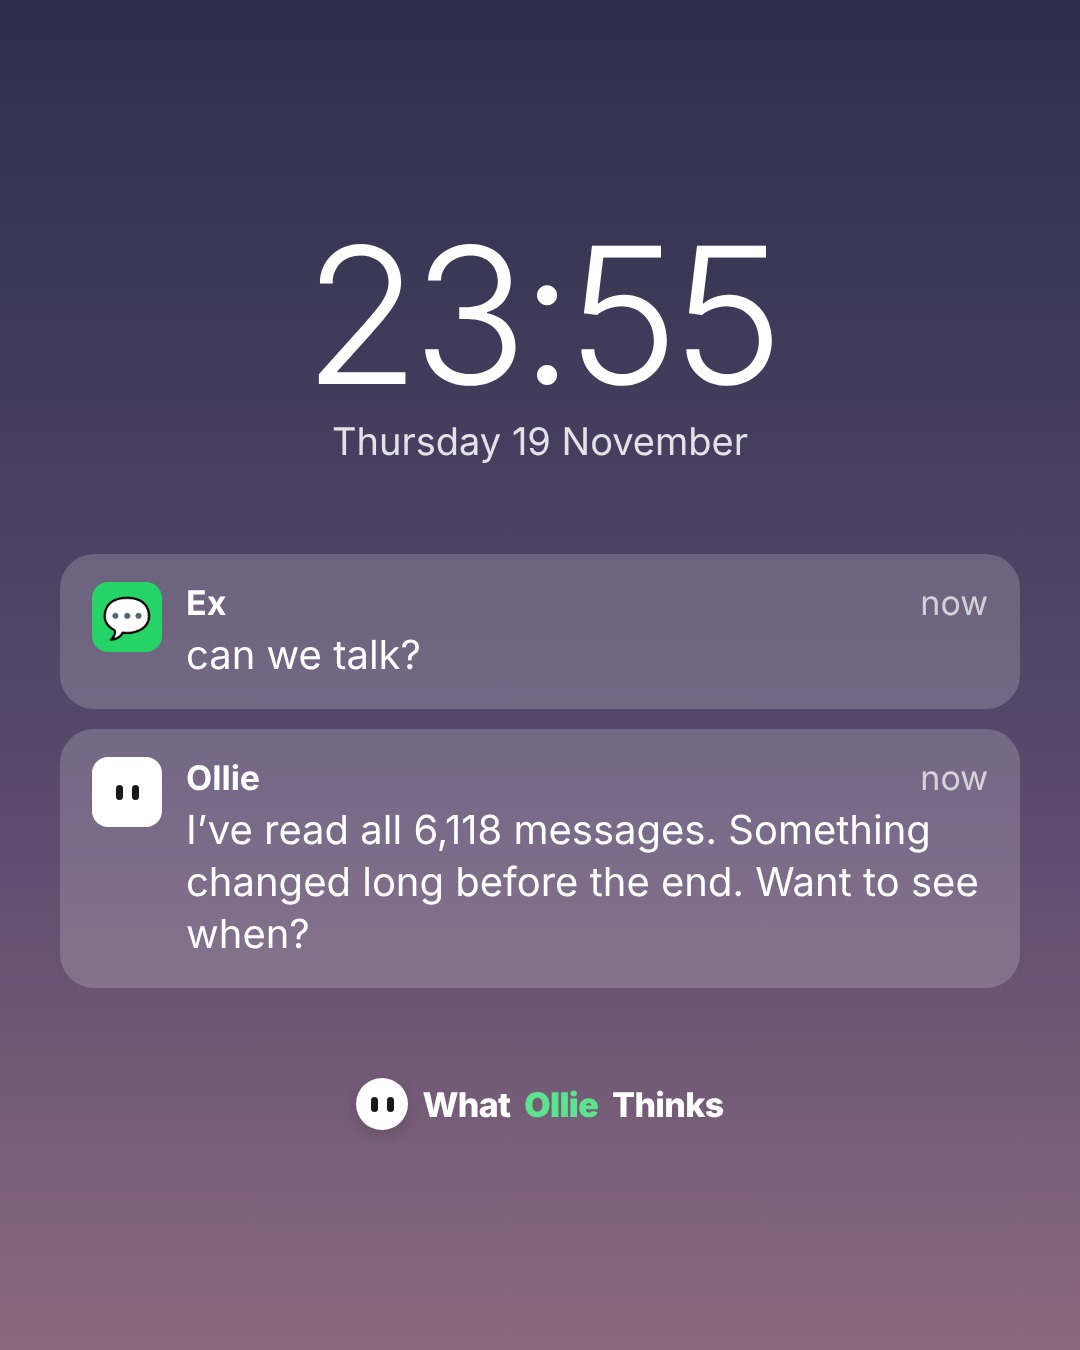 23:55
Thursday 19 November
Ex
now
can we talk?
Ollie
now
I’ve read all 6,118 messages. Something
changed long before the end. Want to see
when?
What Ollie Thinks